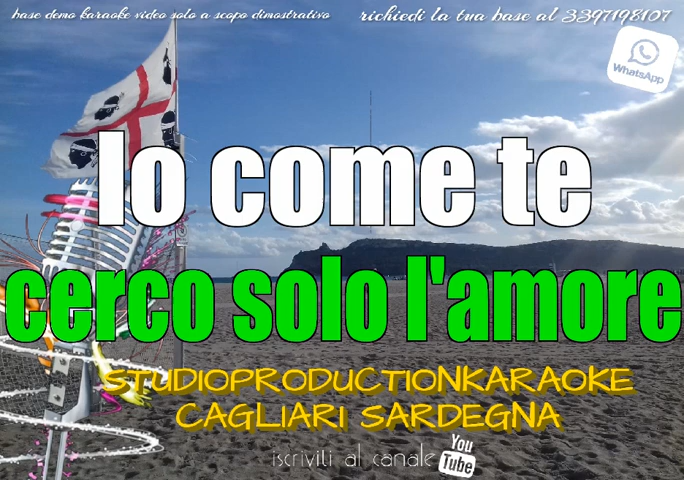 base demo karaoke video solo a scopo dimostrativo
richiedi la tua base al 3397198107
WhatsApp
Io come te
cerco solo l'amore
STUDIOPRODUCTIONKARAOKE
CAGLIARI SARDEGNA
iscriviti al canale You Tube